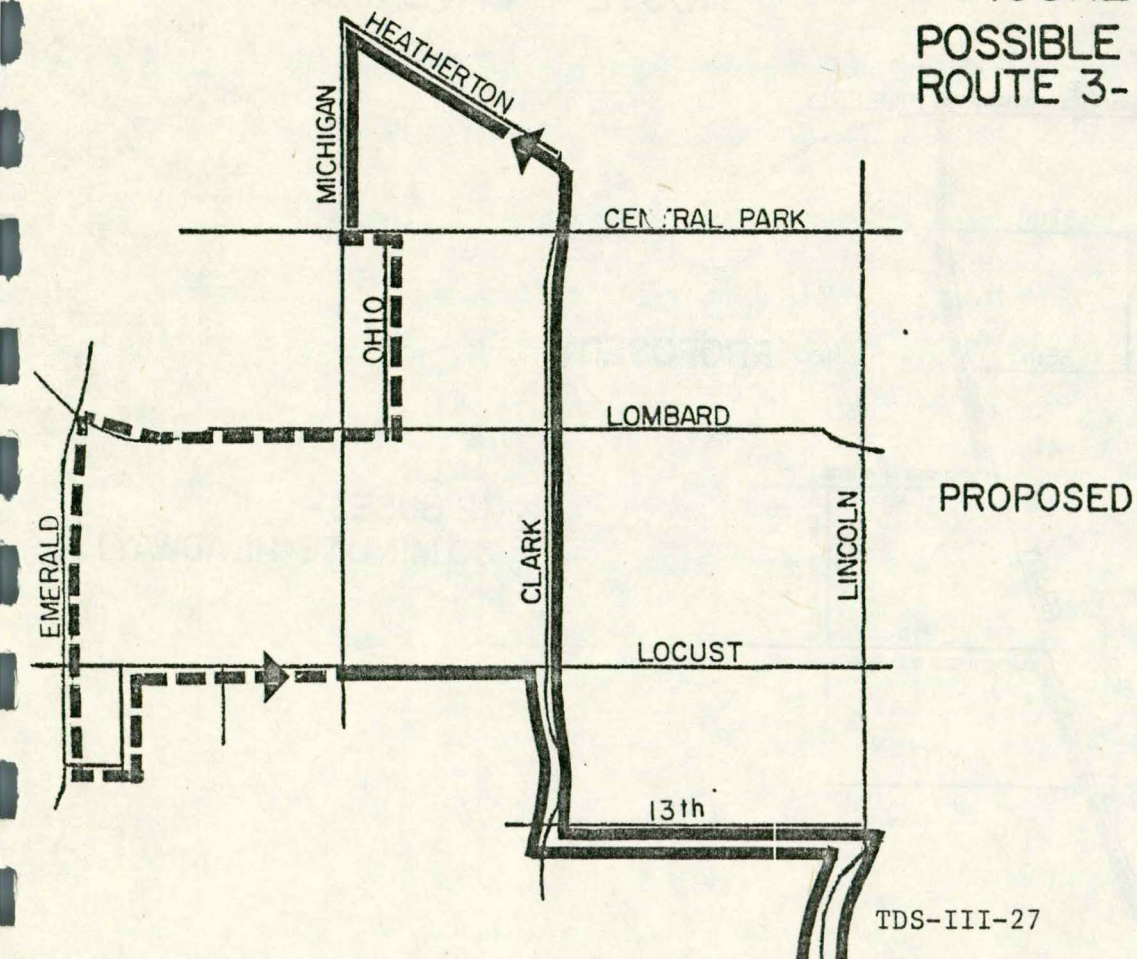 POSSIBLE
ROUTE 3-
HEATHERTON
MICHIGAN
CENTRAL PARK
OHIO
LOMBARD
PROPOSED
EMERALD
CLARK
LINCOLN
LOCUST
13th
TDS-III-27